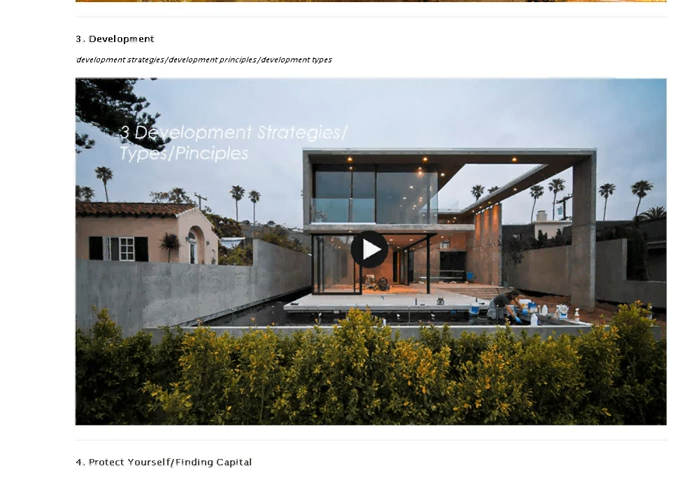 3. Development
development strategies/development principles/development types
3 Development Strategies/
Types/Pinciples
4. Protect Yourself/Finding Capital